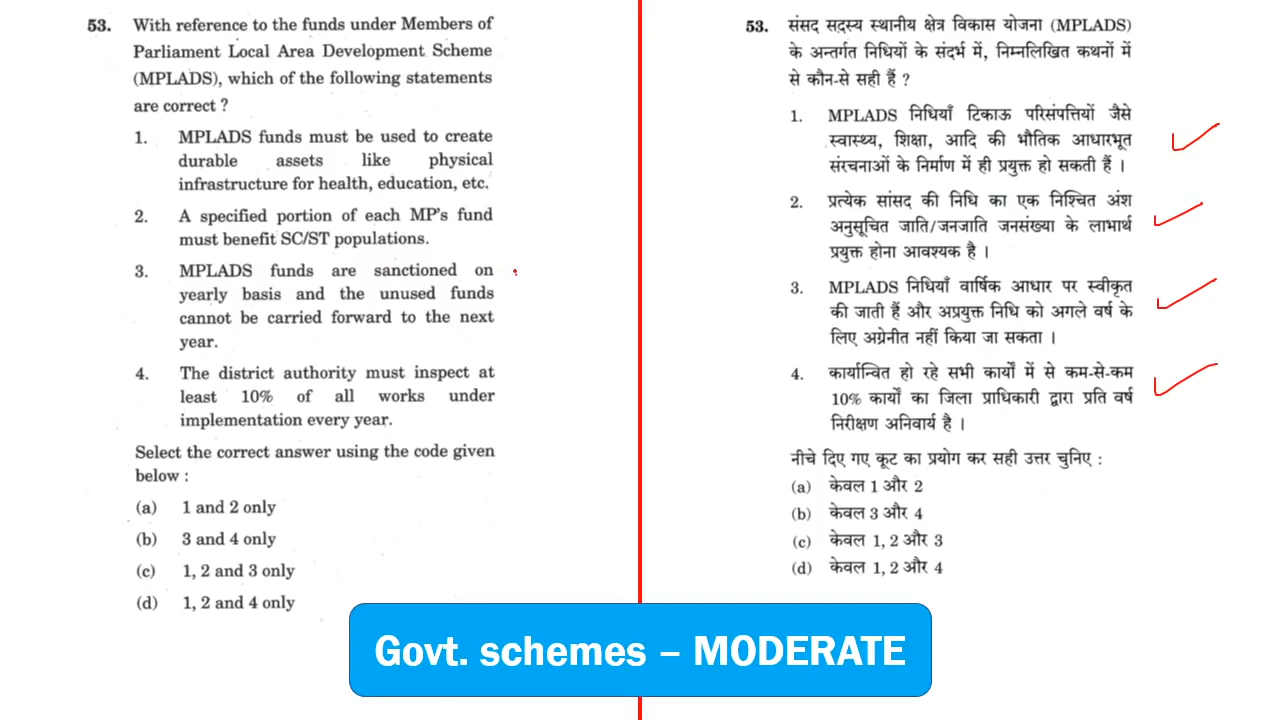 53. With reference to the funds under Members of
Parliament Local Area Development Scheme
(MPLADS), which of the following statements
are correct ?
1. MPLADS funds must be used to create
durable assets like physical
infrastructure for health, education, etc.
2. A specified portion of each MP's fund
must benefit SC/ST populations.
3. MPLADS funds are sanctioned on
yearly basis and the unused funds
cannot be carried forward to the next
year.
4. The district authority must inspect at
least 10% of all works under
implementation every year.
Select the correct answer using the code given
below :
(a) 1 and 2 only
(b) 3 and 4 only
(c) 1, 2 and 3 only
(d) 1, 2 and 4 only
53. संसद सदस्य स्थानीय क्षेत्र विकास योजना (MPLADS)
के अन्तर्गत निधियों के संदर्भ में, निम्नलिखित कथनों में
से कौन-से सही हैं ?
1. MPLADS निधियाँ टिकाऊ परिसंपत्तियों जैसे
स्वास्थ्य, शिक्षा, आदि की भौतिक आधारभूत
संरचनाओं के निर्माण में ही प्रयुक्त हो सकती हैं ।
2. प्रत्येक सांसद की निधि का एक निश्चित अंश
अनुसूचित जाति/जनजाति जनसंख्या के लाभार्थ
प्रयुक्त होना आवश्यक है ।
3. MPLADS निधियाँ वार्षिक आधार पर स्वीकृत
की जाती हैं और अप्रयुक्त निधि को अगले वर्ष के
लिए अग्रेनीत नहीं किया जा सकता ।
4. कार्यान्वित हो रहे सभी कार्यों में से कम-से-कम
10% कार्यों का जिला प्राधिकारी द्वारा प्रति वर्ष
निरीक्षण अनिवार्य है ।
नीचे दिए गए कूट का प्रयोग कर सही उत्तर चुनिए :
(a) केवल 1 और 2
(b) केवल 3 और 4
(c) केवल 1, 2 और 3
(d) केवल 1, 2 और 4
Govt. schemes – MODERATE